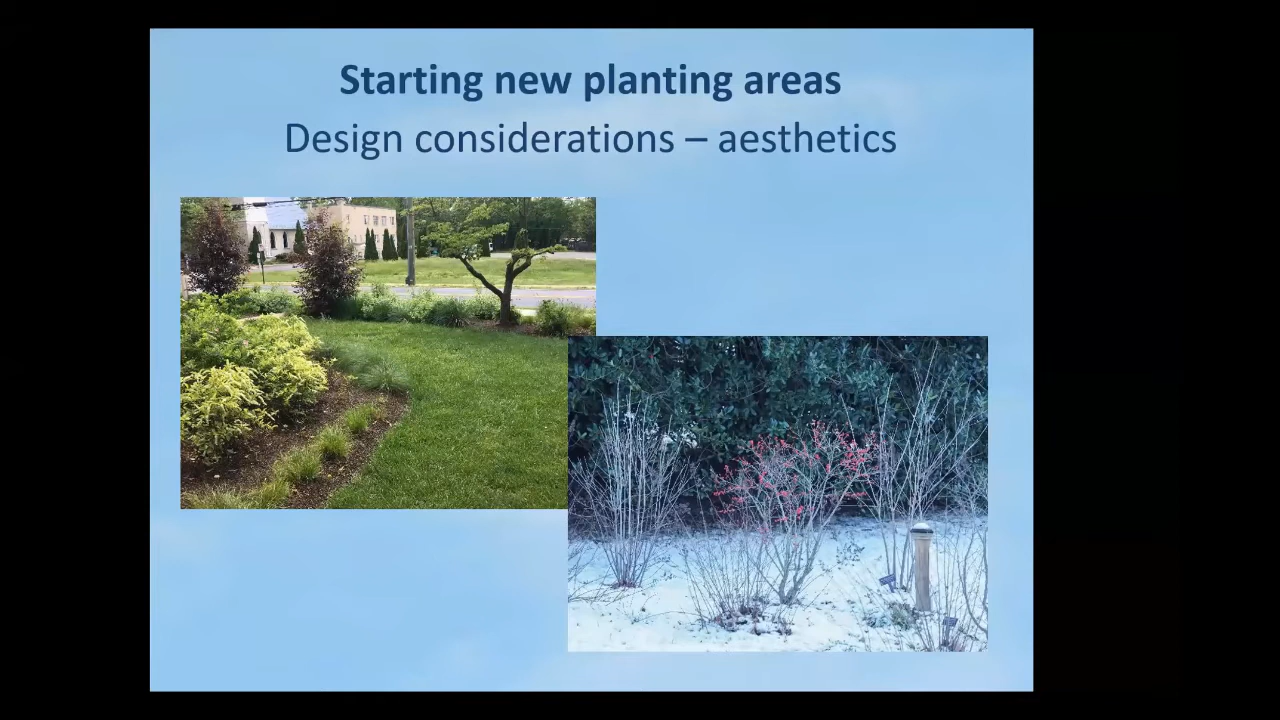 Starting new planting areas
Design considerations – aesthetics